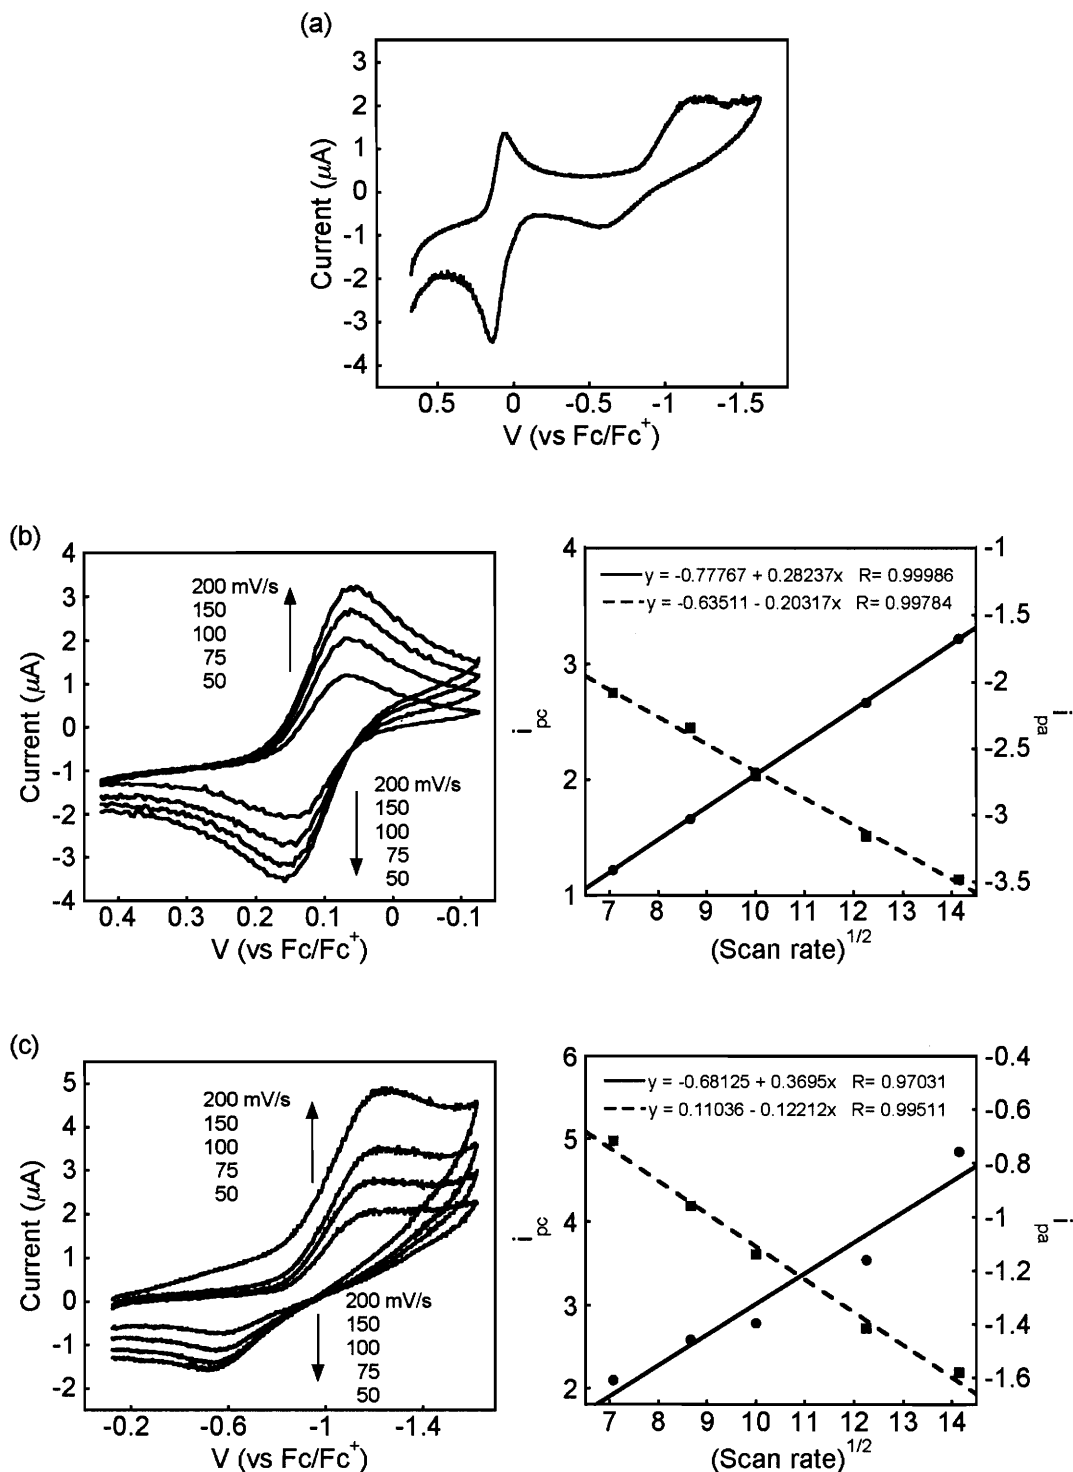 (a)
3
2
1
0
-1
-2
-3
-4
Current (μA)
0.5 0 -0.5 -1 -1.5
V (vs Fc/Fc⁺)
(b)
4
3
2
1
0
-1
-2
-3
-4
Current (μA)
200 mV/s
150
100
75
50
200 mV/s
150
100
75
50
0.4 0.3 0.2 0.1 0 -0.1
V (vs Fc/Fc⁺)
4
3
2
1
i_pc
y = -0.77767 + 0.28237x R= 0.99986
y = -0.63511 - 0.20317x R= 0.99784
-1
-1.5
-2
-2.5
-3
-3.5
i_pa
7 8 9 10 11 12 13 14
(Scan rate)^1/2
(c)
5
4
3
2
1
0
-1
-2
Current (μA)
200 mV/s
150
100
75
50
200 mV/s
150
100
75
50
-0.2 -0.6 -1 -1.4
V (vs Fc/Fc⁺)
6
5
4
3
2
i_pc
y = -0.68125 + 0.3695x R= 0.97031
y = 0.11036 - 0.12212x R= 0.99511
-0.4
-0.6
-0.8
-1
-1.2
-1.4
-1.6
i_pa
7 8 9 10 11 12 13 14
(Scan rate)^1/2